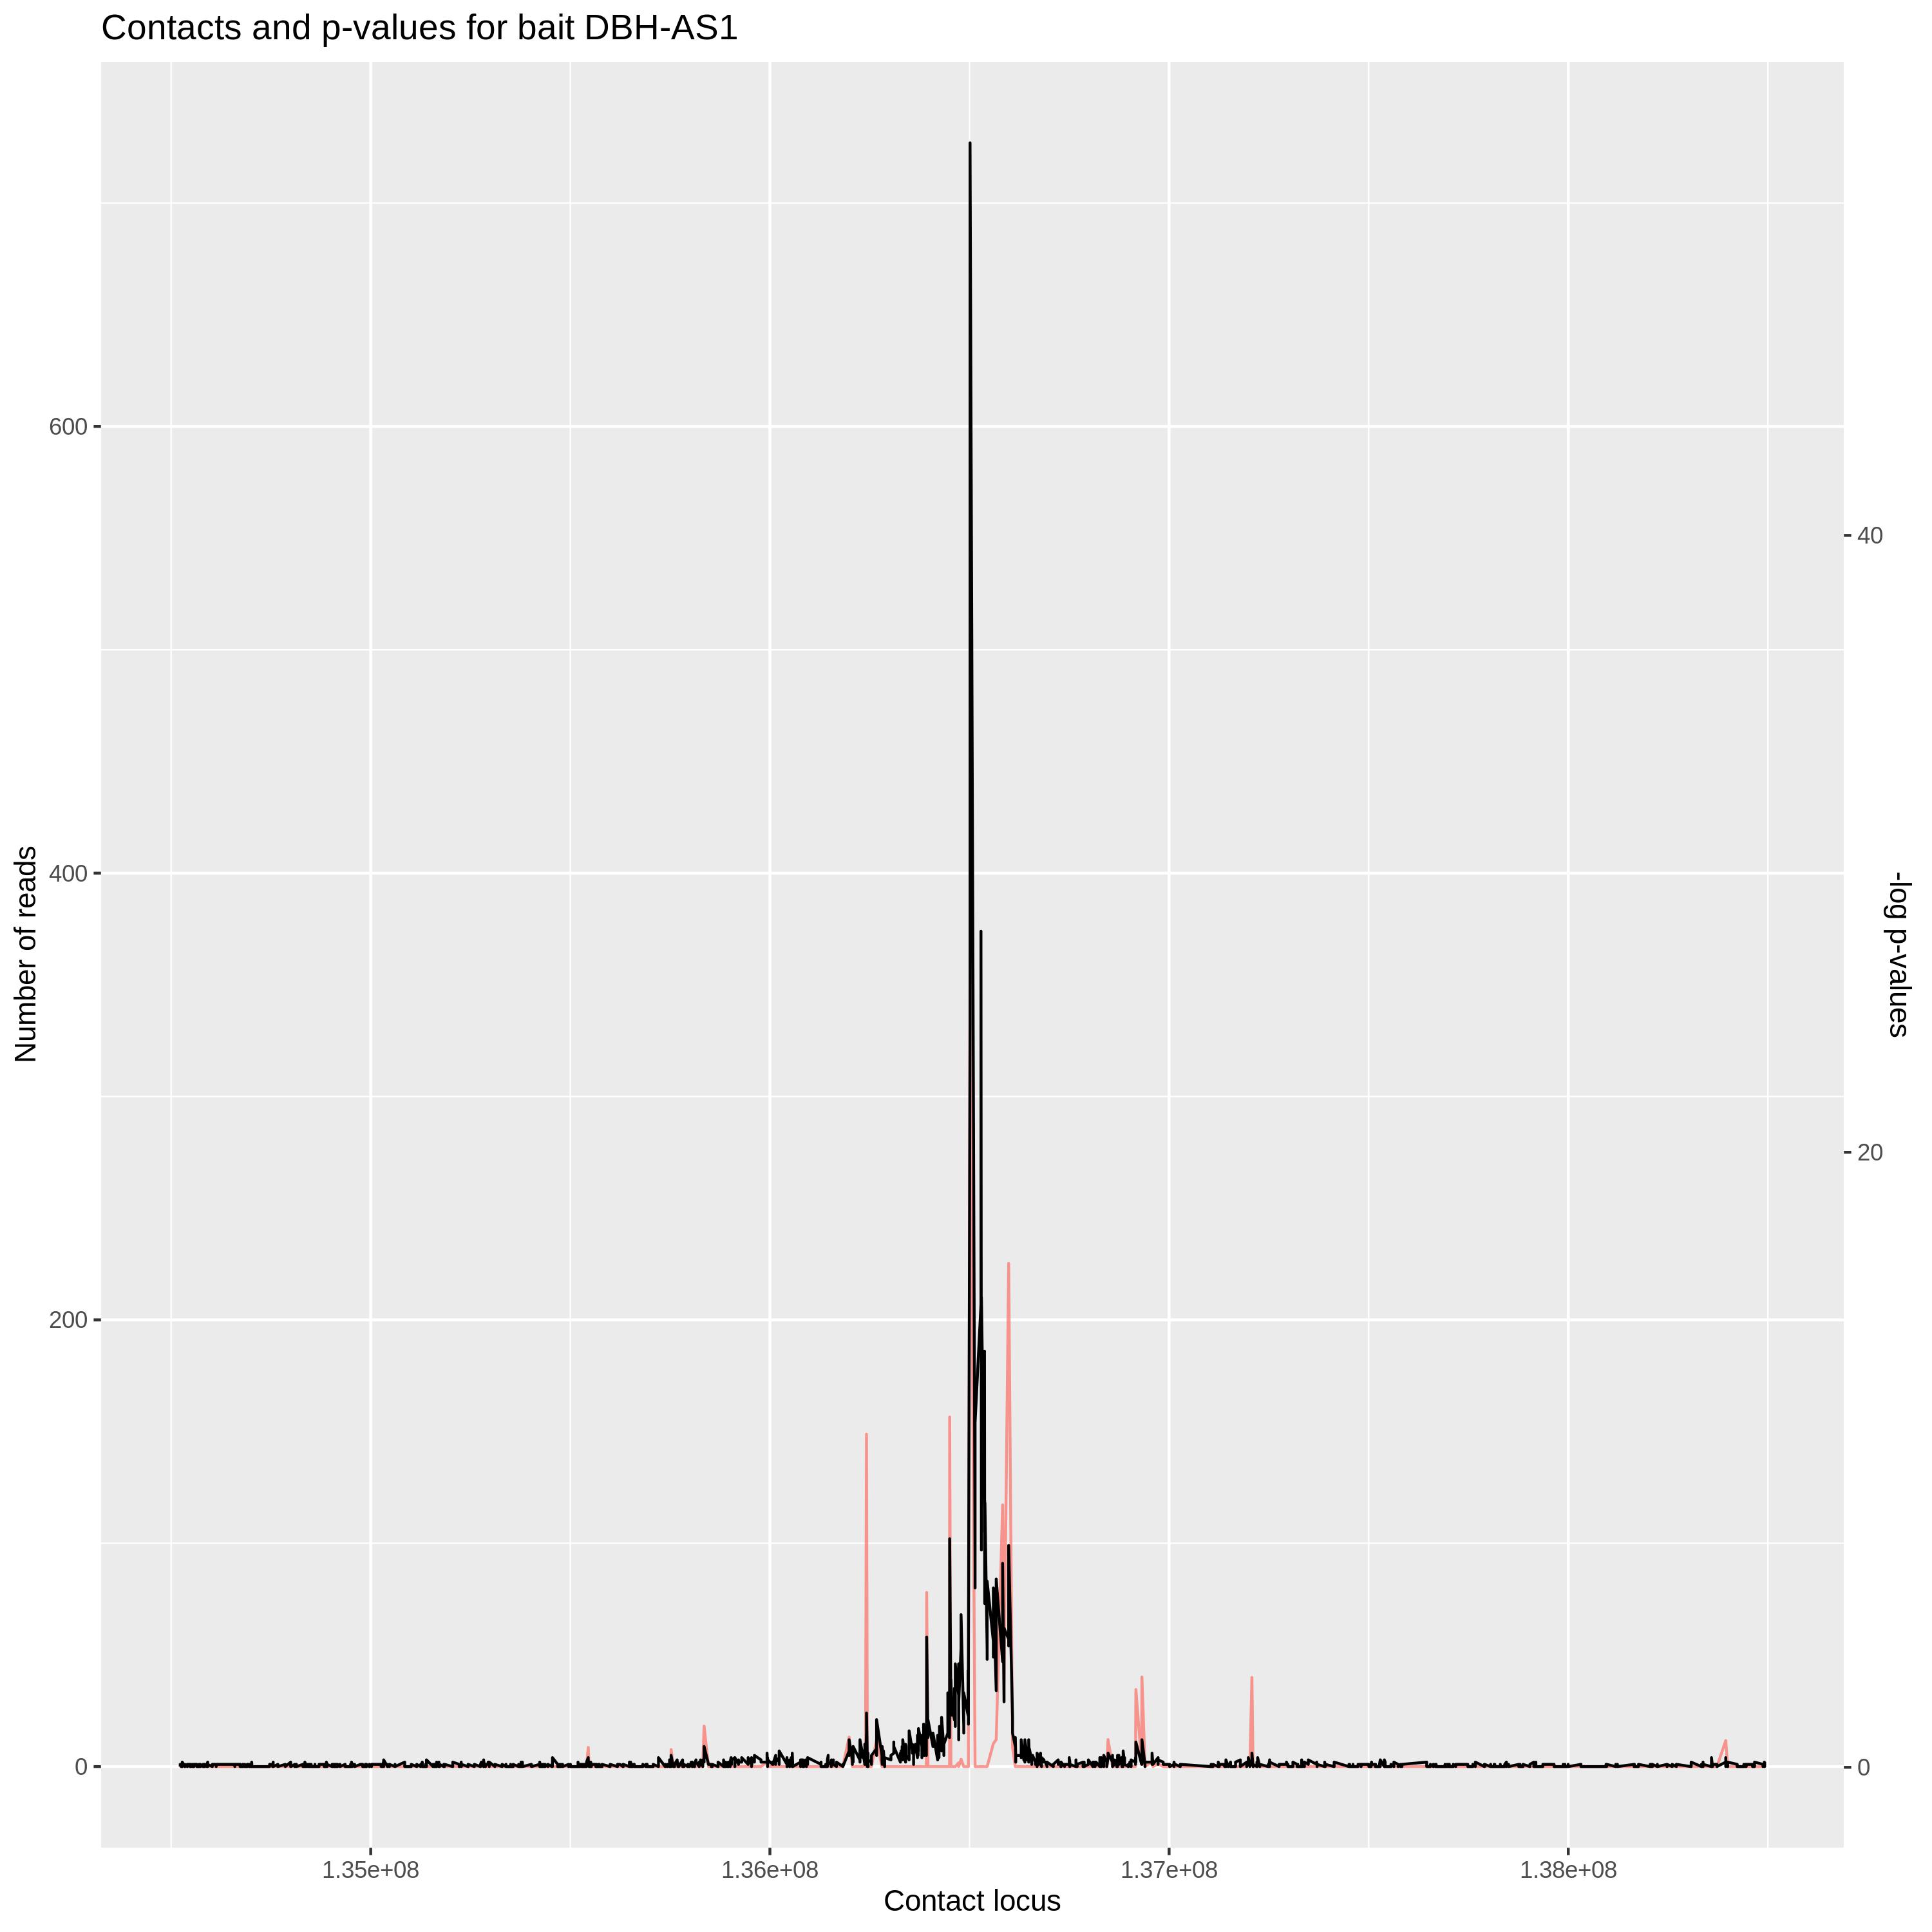 Contacts and p-values for bait DBH-AS1
Number of reads
600
400
200
0
40
20
0
-log p-values
1.35e+08
1.36e+08
1.37e+08
1.38e+08
Contact locus